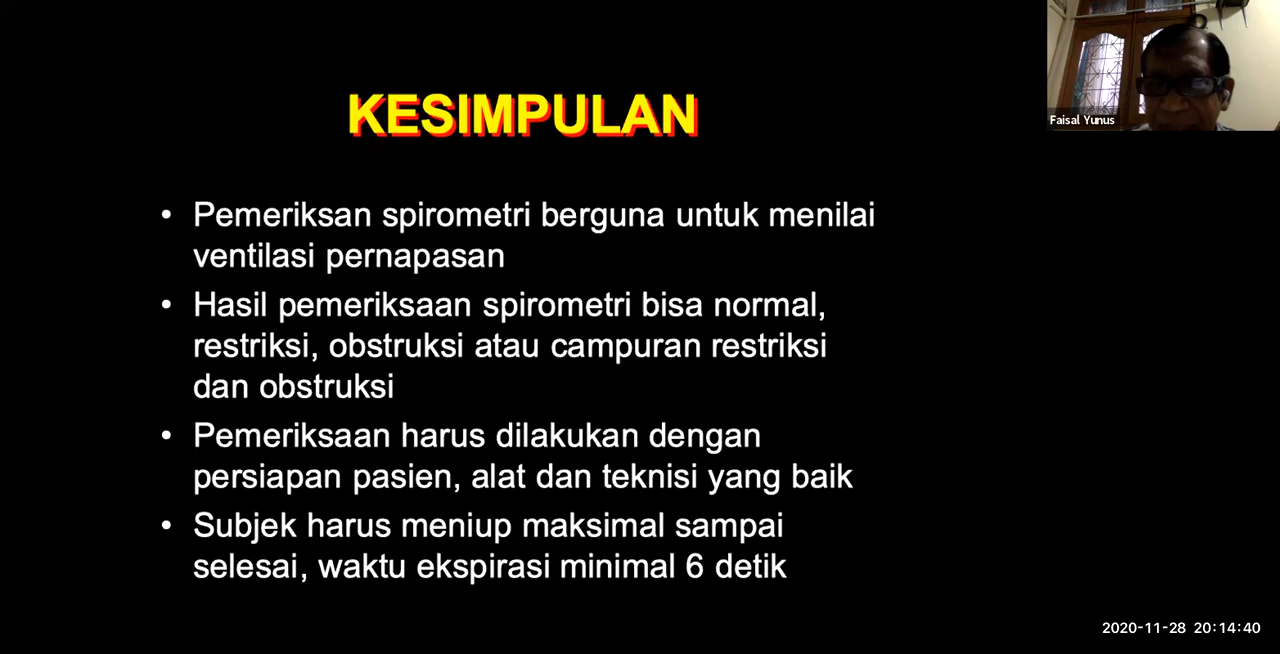 KESIMPULAN
Faisal Yunus
• Pemeriksan spirometri berguna untuk menilai
ventilasi pernapasan
• Hasil pemeriksaan spirometri bisa normal,
restriksi, obstruksi atau campuran restriksi
dan obstruksi
• Pemeriksaan harus dilakukan dengan
persiapan pasien, alat dan teknisi yang baik
• Subjek harus meniup maksimal sampai
selesai, waktu ekspirasi minimal 6 detik
2020-11-28 20:14:40